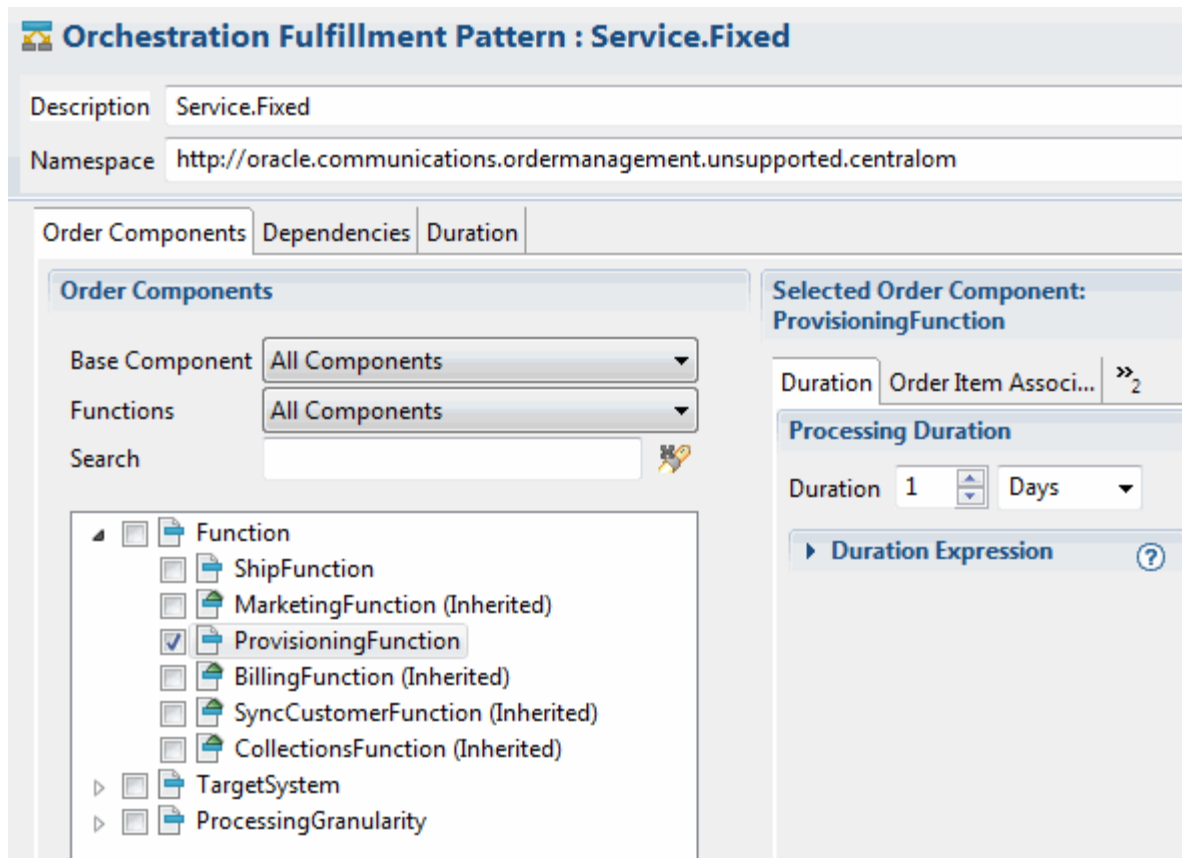 Orchestration Fulfillment Pattern : Service.Fixed
Description Service.Fixed
Namespace http://oracle.communications.ordermanagement.unsupported.centralom
Order Components Dependencies Duration
Order Components
Base Component All Components
Functions All Components
Search
Function
ShipFunction
MarketingFunction (Inherited)
ProvisioningFunction
BillingFunction (Inherited)
SyncCustomerFunction (Inherited)
CollectionsFunction (Inherited)
TargetSystem
ProcessingGranularity
Selected Order Component:
ProvisioningFunction
Duration Order Item Associ... »2
Processing Duration
Duration 1 Days
Duration Expression ?